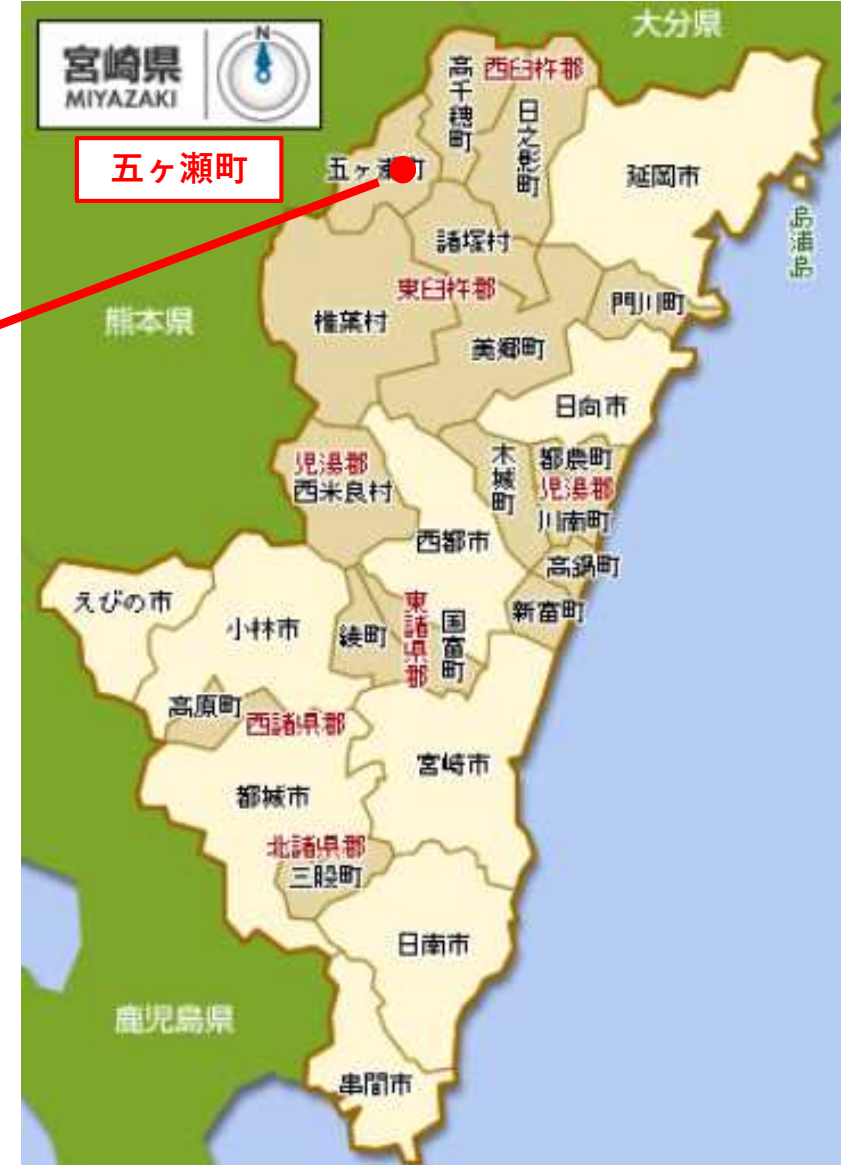 大分県
宮崎県
MIYAZAKI
N
高千穂町
西臼杵郡
日之影町
五ヶ瀬町
五ヶ瀬町
延岡市
島浦島
諸塚村
東臼杵郡
門川町
熊本県
椎葉村
美郷町
日向市
児湯郡
西米良村
木城町
都農町
児湯郡
川南町
西都市
高鍋町
えびの市
小林市
綾町
東諸県郡
国富町
新富町
高原町
西諸県郡
宮崎市
都城市
北諸県郡
三股町
日南市
鹿児島県
串間市